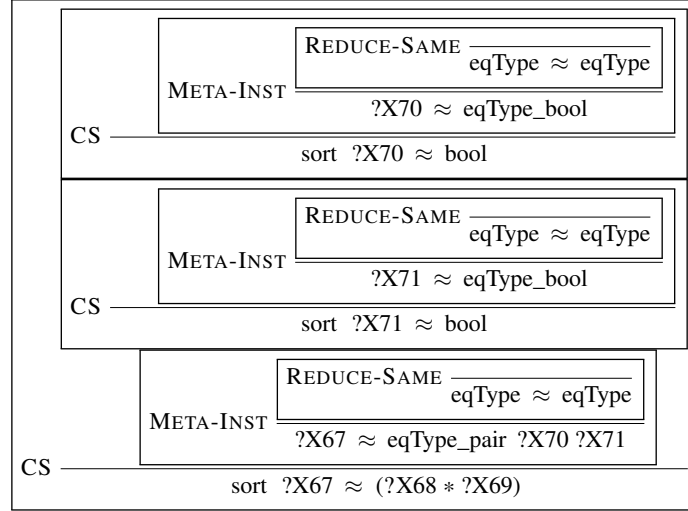 REDUCE-SAME
eqType ≈ eqType
META-INST
?X70 ≈ eqType_bool
CS
sort ?X70 ≈ bool
REDUCE-SAME
eqType ≈ eqType
META-INST
?X71 ≈ eqType_bool
CS
sort ?X71 ≈ bool
REDUCE-SAME
eqType ≈ eqType
META-INST
?X67 ≈ eqType_pair ?X70 ?X71
CS
sort ?X67 ≈ (?X68 * ?X69)